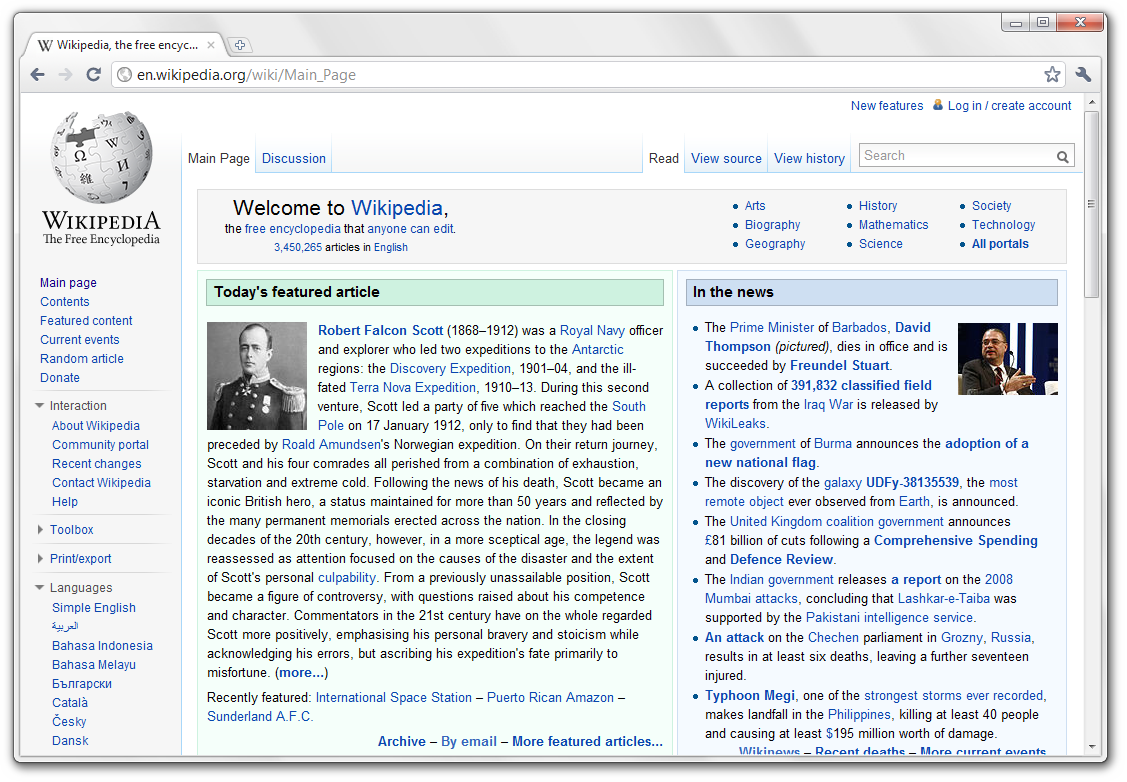 Wikipedia, the free encyc...
en.wikipedia.org/wiki/Main_Page
New features Log in / create account
Main Page Discussion Read View source View history Search
WIKIPEDIA
The Free Encyclopedia
Main page
Contents
Featured content
Current events
Random article
Donate
Interaction
About Wikipedia
Community portal
Recent changes
Contact Wikipedia
Help
Toolbox
Print/export
Languages
Simple English
العربية
Bahasa Indonesia
Bahasa Melayu
Български
Català
Česky
Dansk
Welcome to Wikipedia,
the free encyclopedia that anyone can edit.
3,450,265 articles in English
Arts
Biography
Geography
History
Mathematics
Science
Society
Technology
All portals
Today's featured article
Robert Falcon Scott (1868–1912) was a Royal Navy officer
and explorer who led two expeditions to the Antarctic
regions: the Discovery Expedition, 1901–04, and the ill-
fated Terra Nova Expedition, 1910–13. During this second
venture, Scott led a party of five which reached the South
Pole on 17 January 1912, only to find that they had been
preceded by Roald Amundsen's Norwegian expedition. On their return journey,
Scott and his four comrades all perished from a combination of exhaustion,
starvation and extreme cold. Following the news of his death, Scott became an
iconic British hero, a status maintained for more than 50 years and reflected by
the many permanent memorials erected across the nation. In the closing
decades of the 20th century, however, in a more sceptical age, the legend was
reassessed as attention focused on the causes of the disaster and the extent
of Scott's personal culpability. From a previously unassailable position, Scott
became a figure of controversy, with questions raised about his competence
and character. Commentators in the 21st century have on the whole regarded
Scott more positively, emphasising his personal bravery and stoicism while
acknowledging his errors, but ascribing his expedition's fate primarily to
misfortune. (more...)
Recently featured: International Space Station – Puerto Rican Amazon –
Sunderland A.F.C.
Archive – By email – More featured articles...
In the news
The Prime Minister of Barbados, David
Thompson (pictured), dies in office and is
succeeded by Freundel Stuart.
A collection of 391,832 classified field
reports from the Iraq War is released by
WikiLeaks.
The government of Burma announces the adoption of a
new national flag.
The discovery of the galaxy UDFy-38135539, the most
remote object ever observed from Earth, is announced.
The United Kingdom coalition government announces
£81 billion of cuts following a Comprehensive Spending
and Defence Review.
The Indian government releases a report on the 2008
Mumbai attacks, concluding that Lashkar-e-Taiba was
supported by the Pakistani intelligence service.
An attack on the Chechen parliament in Grozny, Russia,
results in at least six deaths, leaving a further seventeen
injured.
Typhoon Megi, one of the strongest storms ever recorded,
makes landfall in the Philippines, killing at least 40 people
and causing at least $195 million worth of damage.
Wikinews – Recent deaths – More current events